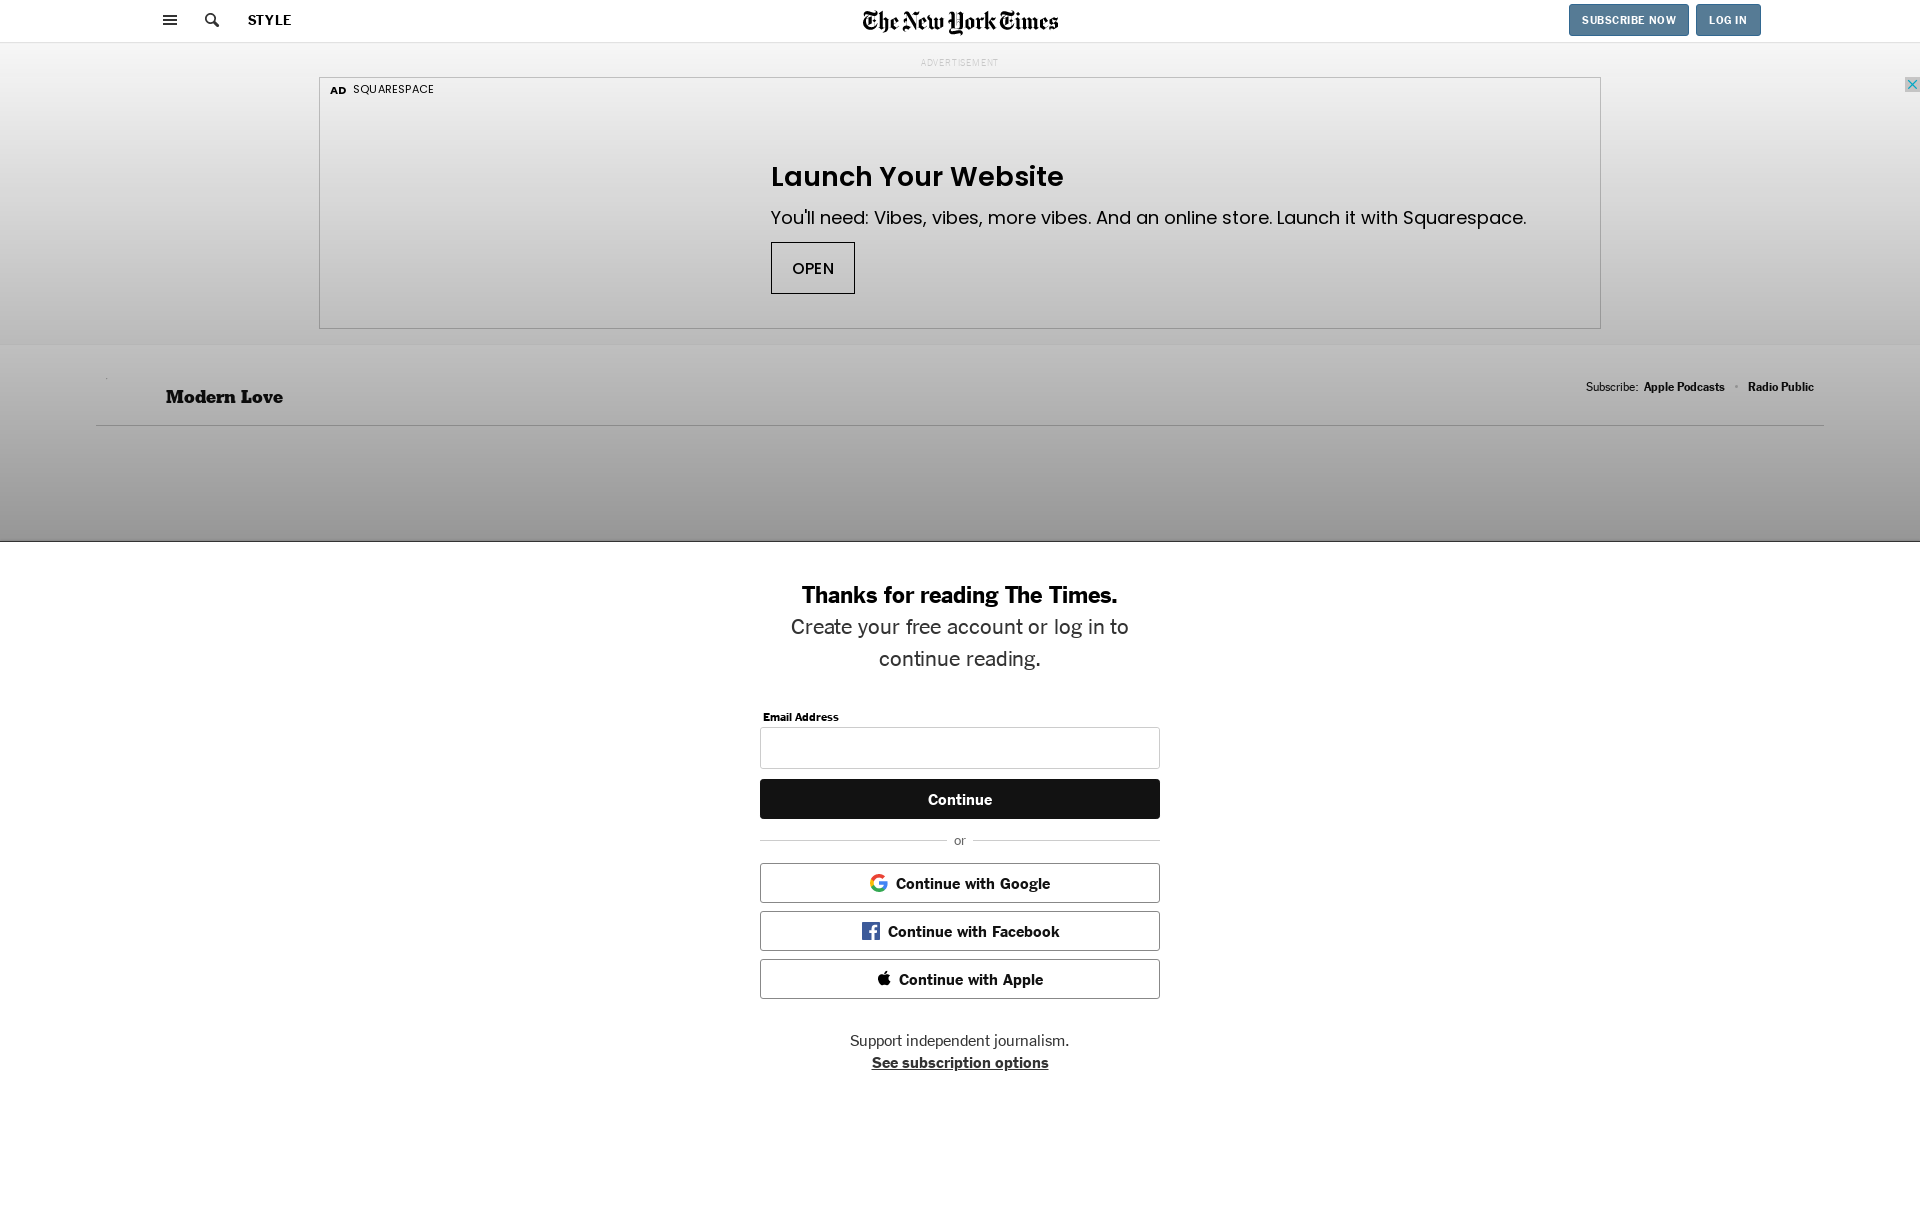 STYLE
The New York Times
SUBSCRIBE NOW
LOG IN
ADVERTISEMENT
AD SQUARESPACE
Launch Your Website
You'll need: Vibes, vibes, more vibes. And an online store. Launch it with Squarespace.
OPEN
Modern Love
Subscribe: Apple Podcasts • Radio Public
Thanks for reading The Times.
Create your free account or log in to
continue reading.
Email Address
Continue
or
Continue with Google
Continue with Facebook
Continue with Apple
Support independent journalism.
See subscription options